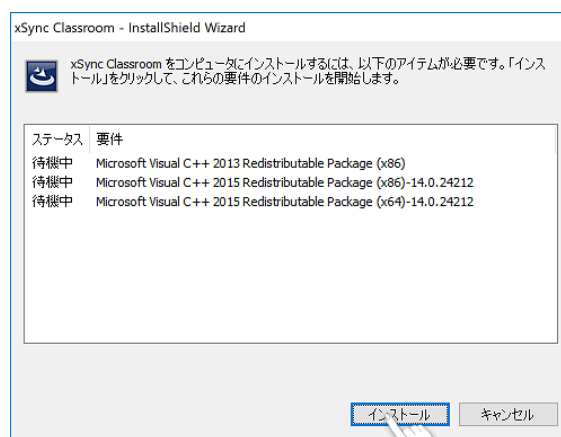 xSync Classroom - InstallShield Wizard
xSync Classroom をコンピュータにインストールするには、以下のアイテムが必要です。「インス
トール」をクリックして、これらの要件のインストールを開始します。
ステータス 要件
待機中 Microsoft Visual C++ 2013 Redistributable Package (x86)
待機中 Microsoft Visual C++ 2015 Redistributable Package (x86)-14.0.24212
待機中 Microsoft Visual C++ 2015 Redistributable Package (x64)-14.0.24212
インストール キャンセル